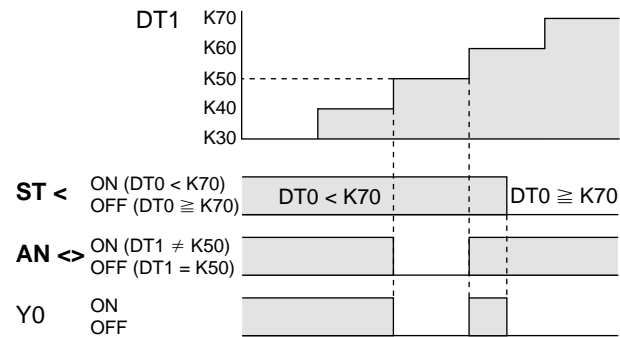 DT1
K70
K60
K50
K40
K30
ST < ON (DT0 < K70)
OFF (DT0 ≧ K70)
DT0 < K70
DT0 ≧ K70
AN <> ON (DT1 ≠ K50)
OFF (DT1 = K50)
Y0 ON
OFF